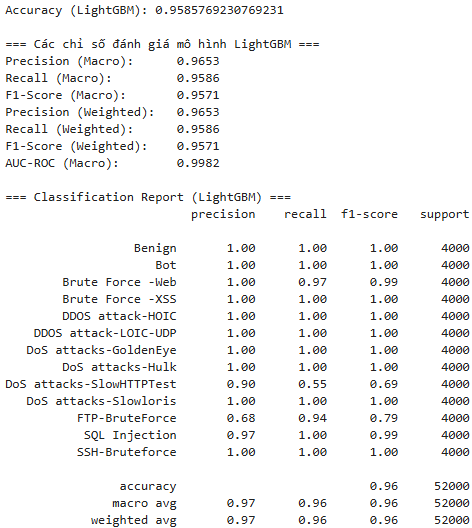 Accuracy (LightGBM): 0.9585769230769231
=== Các chỉ số đánh giá mô hình LightGBM ===
Precision (Macro): 0.9653
Recall (Macro): 0.9586
F1-Score (Macro): 0.9571
Precision (Weighted): 0.9653
Recall (Weighted): 0.9586
F1-Score (Weighted): 0.9571
AUC-ROC (Macro): 0.9982
=== Classification Report (LightGBM) ===
precision recall f1-score support
Benign 1.00 1.00 1.00 4000
Bot 1.00 1.00 1.00 4000
Brute Force -Web 1.00 0.97 0.99 4000
Brute Force -XSS 1.00 1.00 1.00 4000
DDOS attack-HOIC 1.00 1.00 1.00 4000
DDOS attack-LOIC-UDP 1.00 1.00 1.00 4000
DoS attacks-GoldenEye 1.00 1.00 1.00 4000
DoS attacks-Hulk 1.00 1.00 1.00 4000
DoS attacks-SlowHTTPTest 0.90 0.55 0.69 4000
DoS attacks-Slowloris 1.00 1.00 1.00 4000
FTP-BruteForce 0.68 0.94 0.79 4000
SQL Injection 0.97 1.00 0.99 4000
SSH-Bruteforce 1.00 1.00 1.00 4000
accuracy 0.96 52000
macro avg 0.97 0.96 0.96 52000
weighted avg 0.97 0.96 0.96 52000